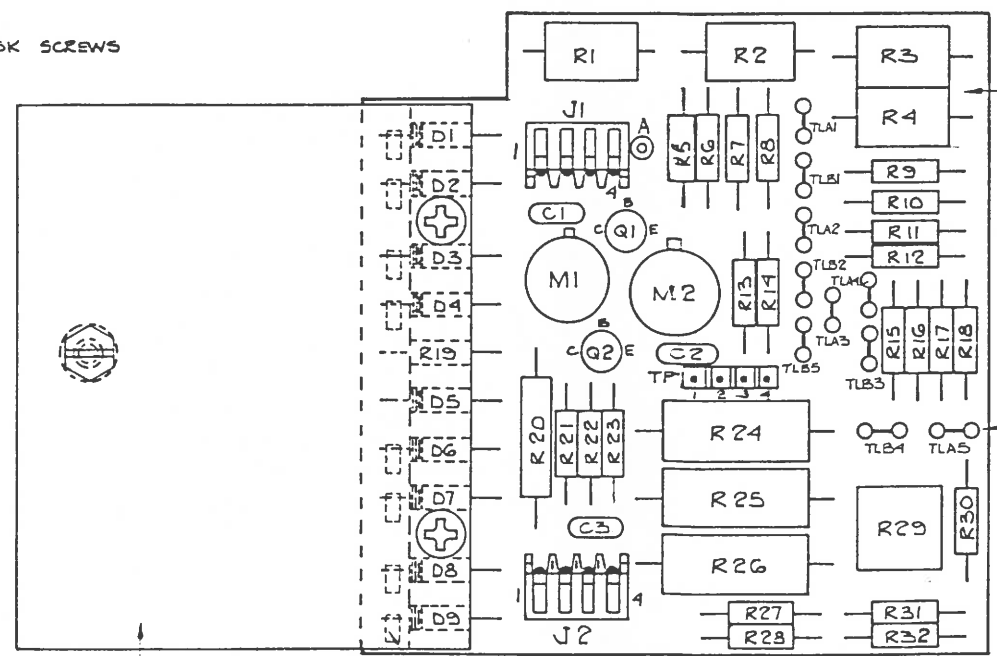 SK SCREWS
R1
R2
R3
R4
J1
A
1
4
R5
R6
R7
R8
TLA1
TLB1
TLA2
TLB2
TLA3
TLB3
TLB5
R9
R10
R11
R12
D1
D2
D3
D4
R19
D5
D6
D7
D8
D9
C1
B
C Q1 E
M1
M2
R13
R14
R15
R16
R17
R18
B
C Q2 E
C2
TP
1 2 3 4
R20
R21
R22
R23
R24
R25
R26
TLB4
TLA5
R29
R30
C3
1
4
J2
R27
R28
R31
R32